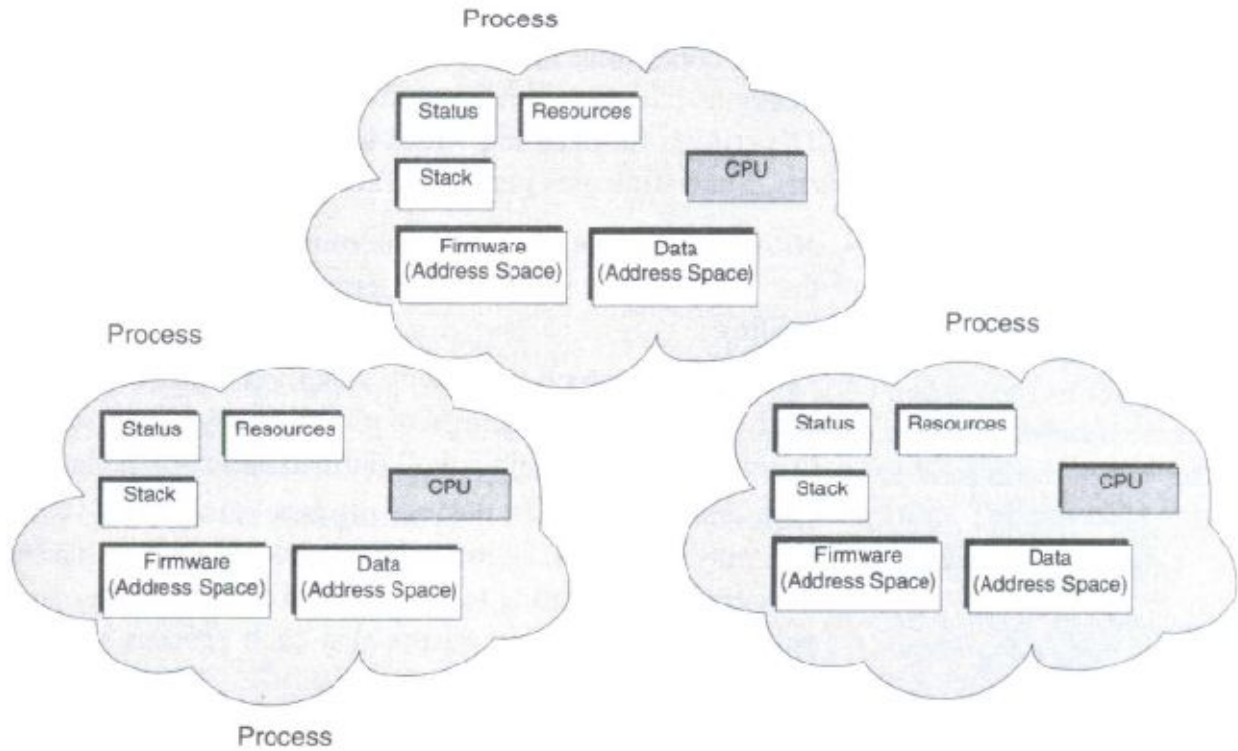 Process
Status
Resources
Stack
CPU
Firmware
(Address Space)
Data
(Address Space)
Process
Status
Resources
Stack
CPU
Firmware
(Address Space)
Data
(Address Space)
Process
Process
Status
Resources
Stack
CPU
Firmware
(Address Space)
Data
(Address Space)